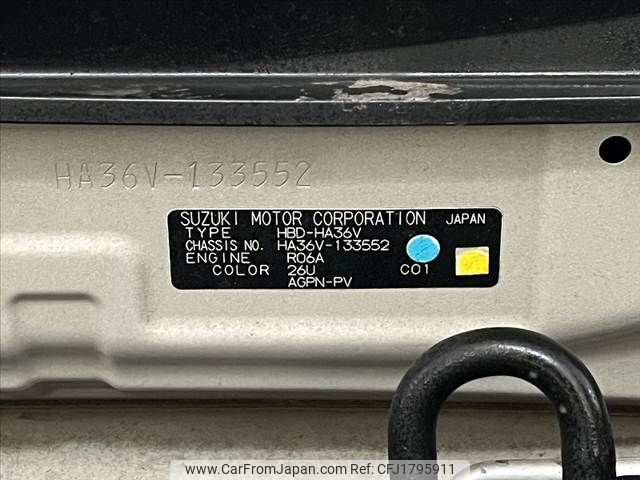 HA36V-133552
SUZUKI MOTOR CORPORATION JAPAN
TYPE HBD-HA36V
CHASSIS NO. HA36V-133552
ENGINE R06A
COLOR 26U C01
AGPN-PV
www.CarFromJapan.com Ref:CFJ1795911